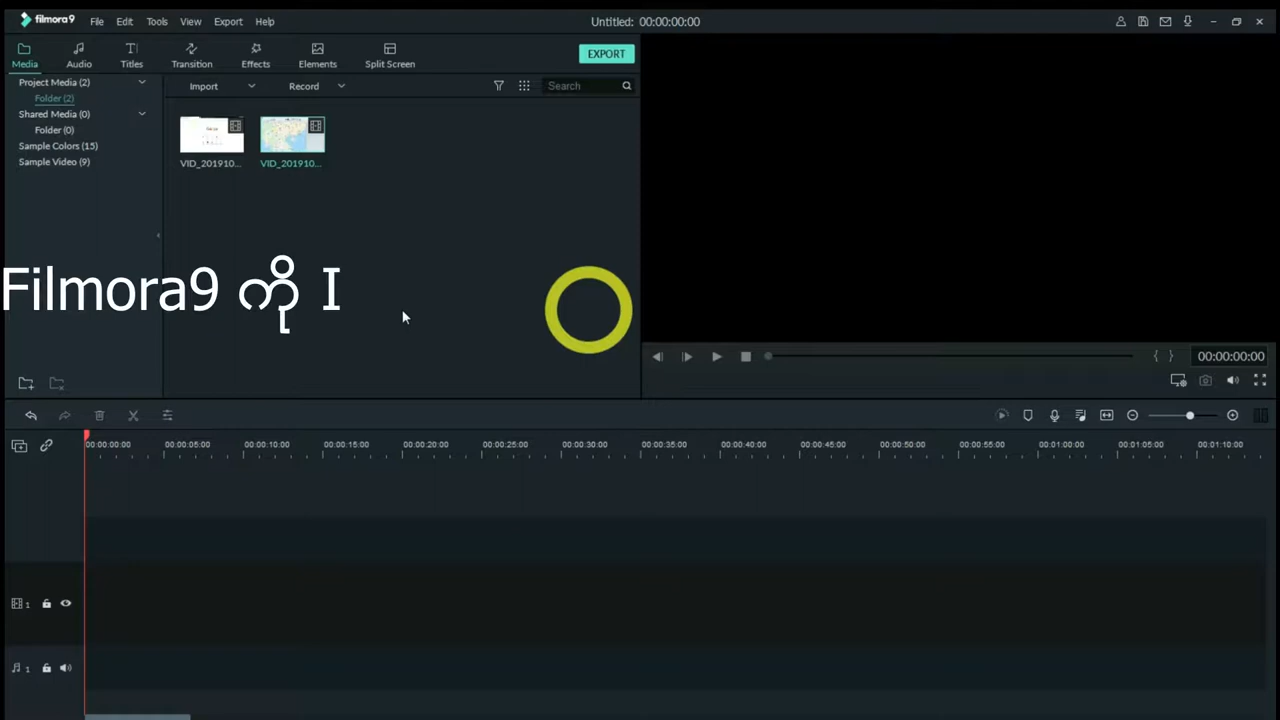 filmora9 File Edit Tools View Export Help Untitled: 00:00:00:00
Media Audio Titles Transition Effects Elements Split Screen EXPORT
Project Media (2)
Folder (2)
Shared Media (0)
Folder (0)
Sample Colors (15)
Sample Video (9)
Import Record Search
VID_201910... VID_201910...
Filmora9 ကို I
{ } 00:00:00:00
00:00:00:00 00:00:05:00 00:00:10:00 00:00:15:00 00:00:20:00 00:00:25:00 00:00:30:00 00:00:35:00 00:00:40:00 00:00:45:00 00:00:50:00 00:00:55:00 00:01:00:00 00:01:05:00 00:01:10:00
1
1